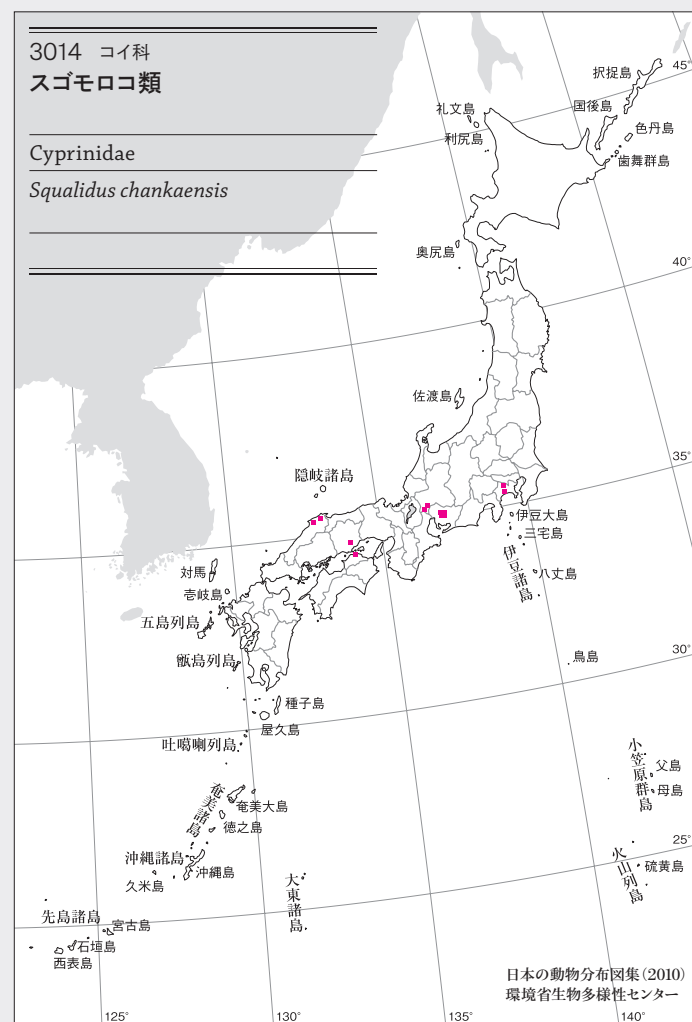 3014 コイ科
スゴモロコ類
Cyprinidae
Squalidus chankaensis
択捉島
45°
国後島
礼文島
色丹島
利尻島
歯舞群島
奥尻島
40°
佐渡島
35°
隠岐諸島
伊豆大島
三宅島
伊豆諸島
対馬
八丈島
壱岐島
五島列島
30°
甑島列島
鳥島
種子島
屋久島
吐噶喇列島
小笠原群島
父島
奄美諸島
母島
奄美大島
徳之島
25°
沖縄諸島
火山列島
沖縄島
硫黄島
久米島
大東諸島
先島諸島
宮古島
石垣島
西表島
日本の動物分布図集(2010)
環境省生物多様性センター
125°
130°
135°
140°